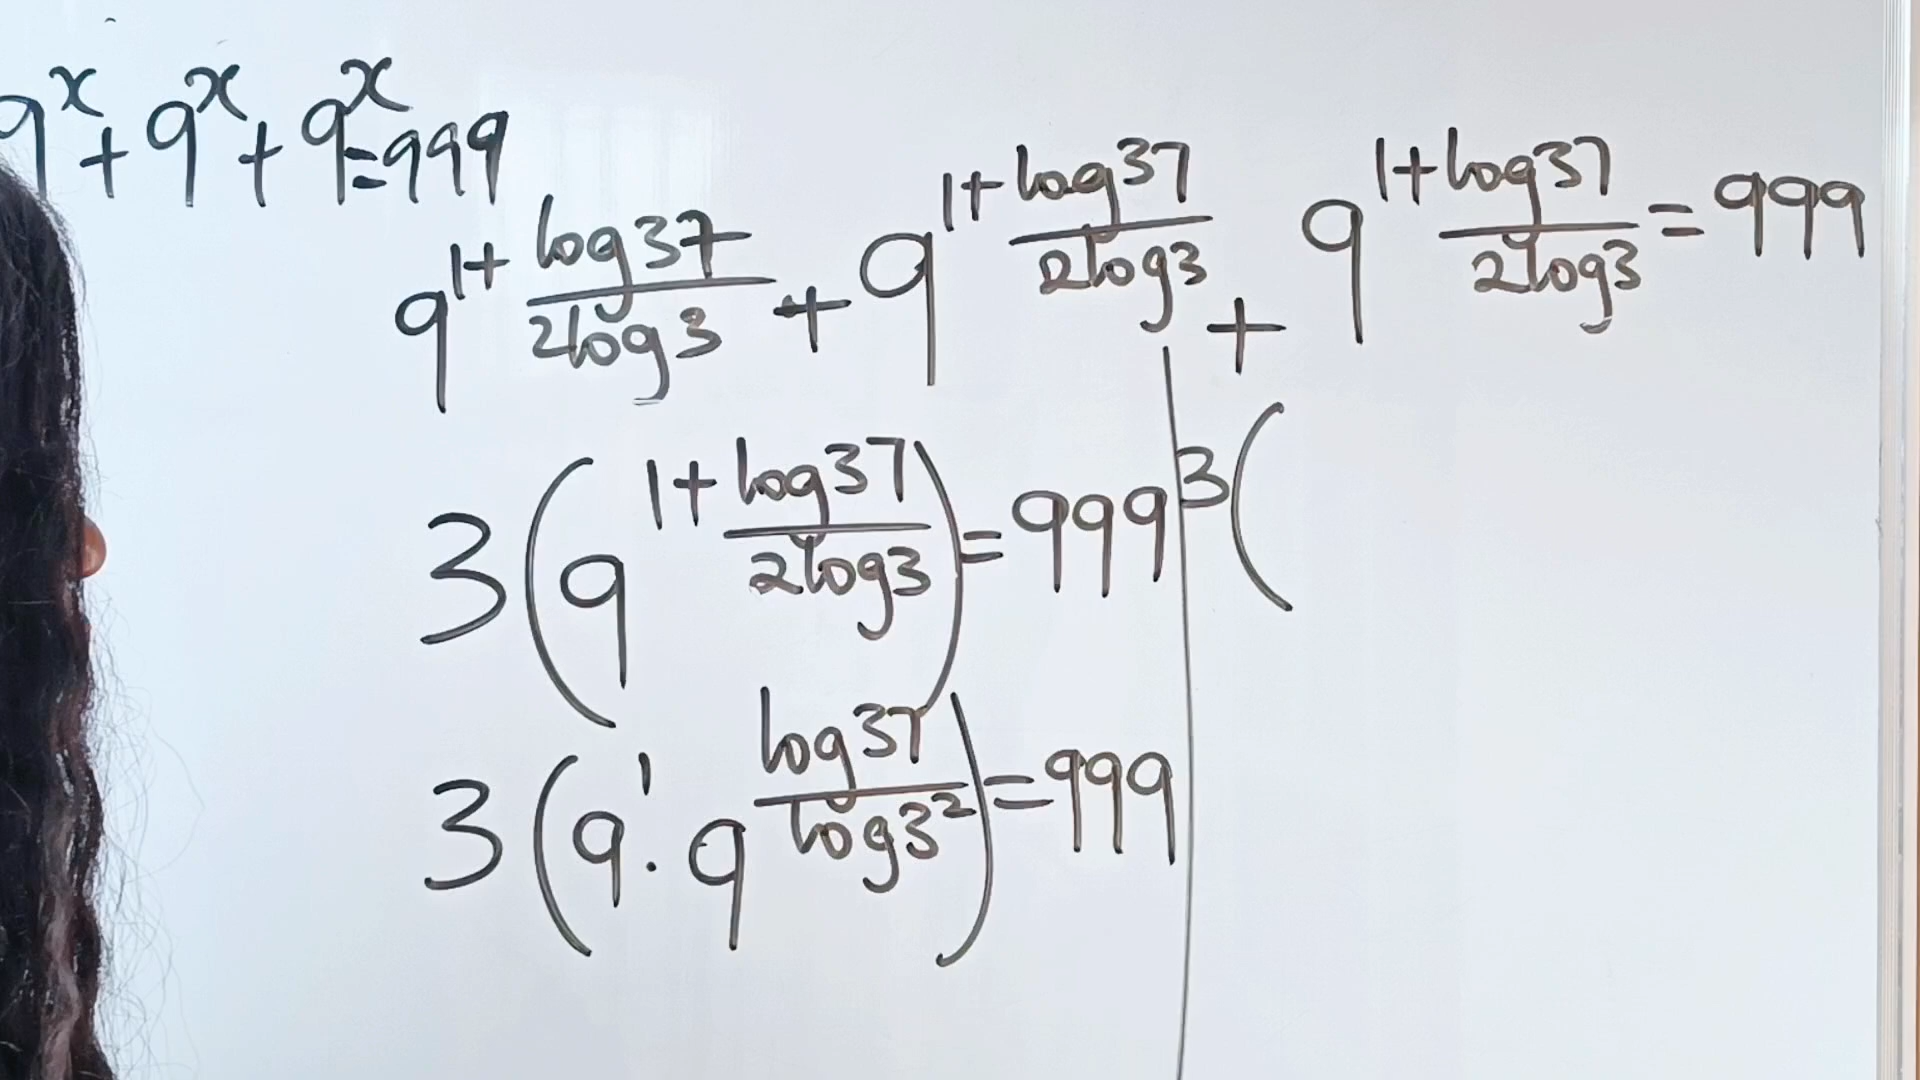 9^x + 9^x + 9^x = 999
9^(1 + log37/2log3) + 9^(1 + log37/2log3) + 9^(1 + log37/2log3) = 999
3(9^(1 + log37/2log3)) = 999
3(9^1 . 9^(log37/log3^2)) = 999
3(